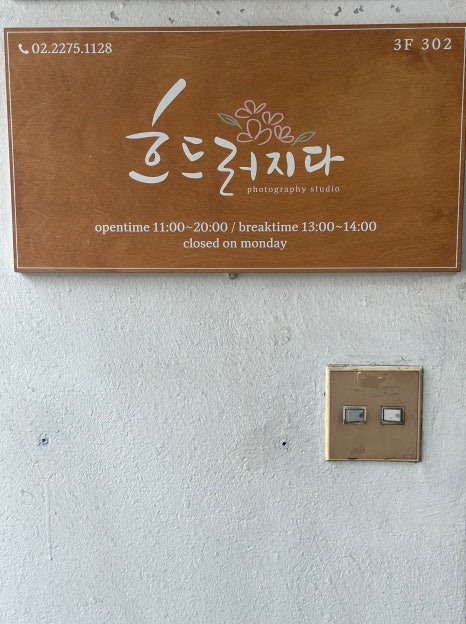 02.2275.1128
3F 302
흐드러지다
photography studio
opentime 11:00~20:00 / breaktime 13:00~14:00
closed on monday